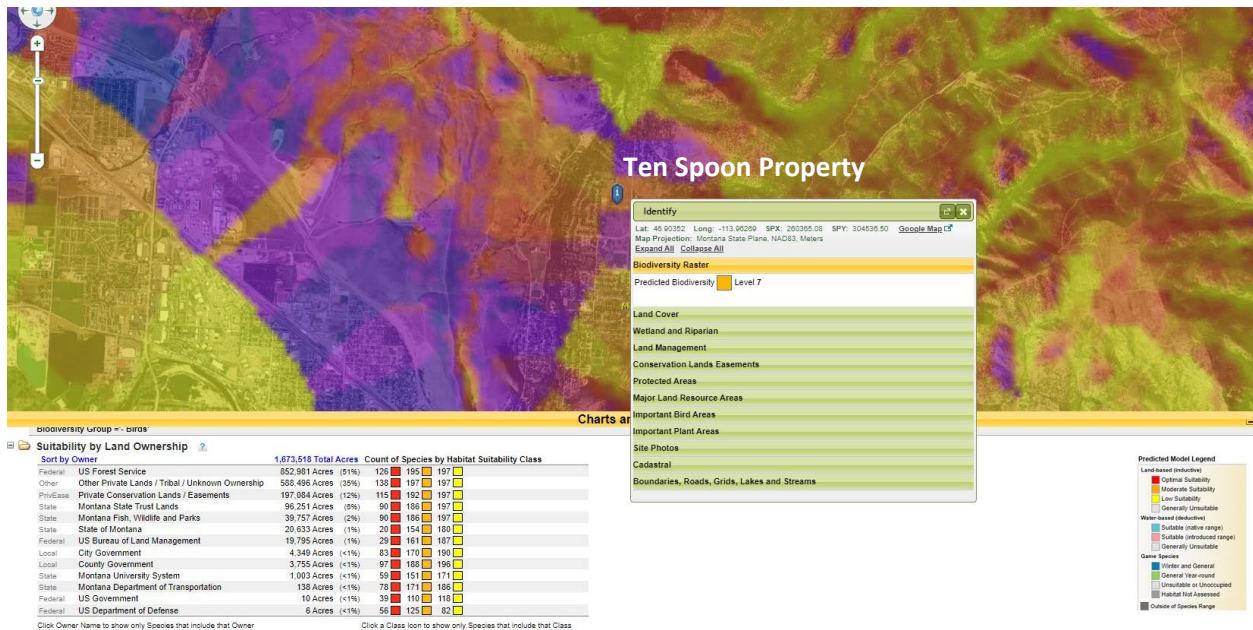 Ten Spoon Property
Identify
Lat: 46.90352 Long: -113.96269 SPX: 260365.08 SPY: 304536.50 Google Map
Map Projection: Montana State Plane, NAD83, Meters
Expand All Collapse All
Biodiversity Raster
Predicted Biodiversity Level 7
Land Cover
Wetland and Riparian
Land Management
Conservation Lands Easements
Protected Areas
Major Land Resource Areas
Important Bird Areas
Important Plant Areas
Site Photos
Cadastral
Boundaries, Roads, Grids, Lakes and Streams
Charts an
Biodiversity Group = '- Birds'
Suitability by Land Ownership ?
Sort by Owner 1,673,518 Total Acres Count of Species by Habitat Suitability Class
Federal US Forest Service 852,981 Acres (51%) 126 195 197
Other Other Private Lands / Tribal / Unknown Ownership 588,496 Acres (35%) 138 197 197
PrivEase Private Conservation Lands / Easements 197,084 Acres (12%) 115 192 197
State Montana State Trust Lands 96,251 Acres (6%) 90 186 197
State Montana Fish, Wildlife and Parks 39,757 Acres (2%) 90 186 197
State State of Montana 20,633 Acres (1%) 20 154 180
Federal US Bureau of Land Management 19,795 Acres (1%) 29 161 187
Local City Government 4,349 Acres (<1%) 83 170 190
Local County Government 3,755 Acres (<1%) 97 188 196
State Montana University System 1,003 Acres (<1%) 59 151 171
State Montana Department of Transportation 138 Acres (<1%) 78 171 186
Federal US Government 10 Acres (<1%) 39 110 118
Federal US Department of Defense 6 Acres (<1%) 56 125 82
Click Owner Name to show only Species that include that Owner Click a Class Icon to show only Species that include that Class
Predicted Model Legend
Land-based (inductive)
Optimal Suitability
Moderate Suitability
Low Suitability
Generally Unsuitable
Water-based (deductive)
Suitable (native range)
Suitable (introduced range)
Generally Unsuitable
Game Species
Winter and General
General Year-round
Unsuitable or Unoccupied
Habitat Not Assessed
Outside of Species Range